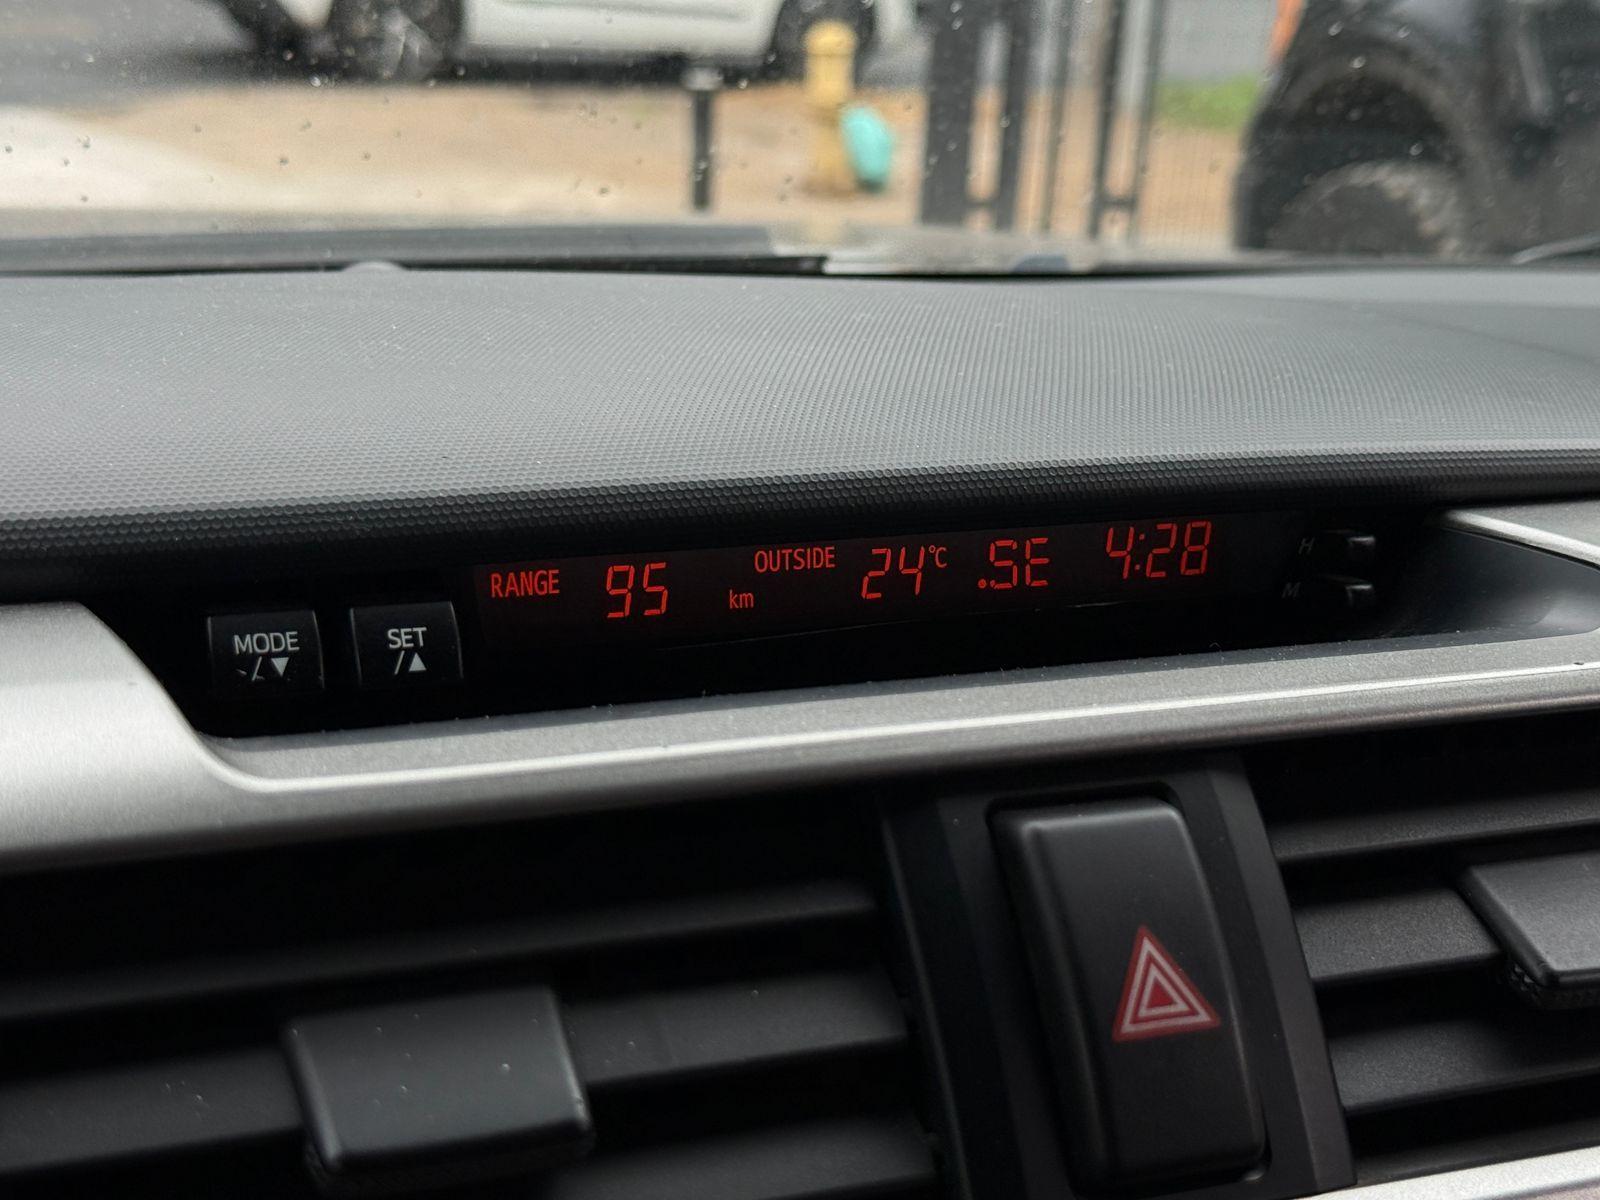 RANGE 95 km OUTSIDE 24°C .SE 4:28
H
M
MODE
-/▼
SET
/▲